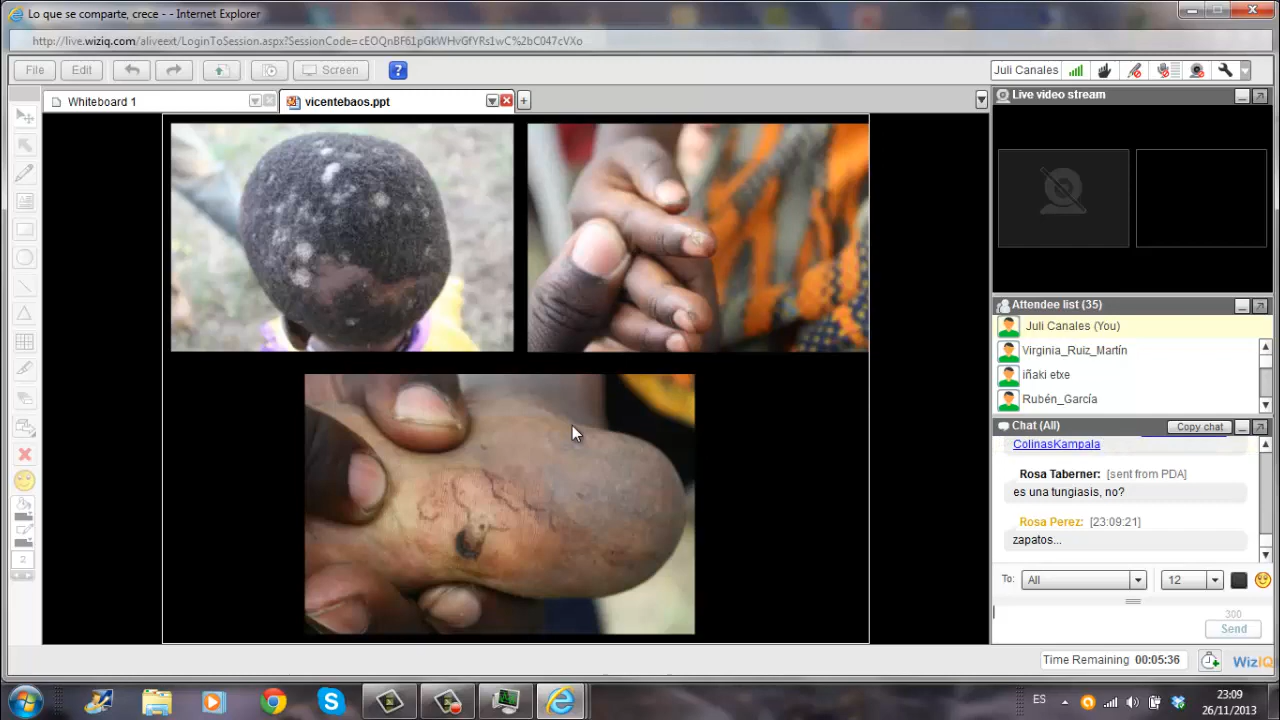 Lo que se comparte, crece - - Internet Explorer
http://live.wiziq.com/aliveext/LoginToSession.aspx?SessionCode=cEOQnBF61pGkWHvGfYRs1wC%2bC047cVXo
File Edit Screen ? Juli Canales
Whiteboard 1 vicentebaos.ppt +
Live video stream
Attendee list (35)
Juli Canales (You)
Virginia_Ruiz_Martín
iñaki etxe
Rubén_García
Chat (All) Copy chat
ColinasKampala
Rosa Taberner: [sent from PDA]
es una tungiasis, no?
Rosa Perez: [23:09:21]
zapatos...
To: All 12
2
300
Send
Time Remaining 00:05:36 WizIQ
ES 23:09
26/11/2013